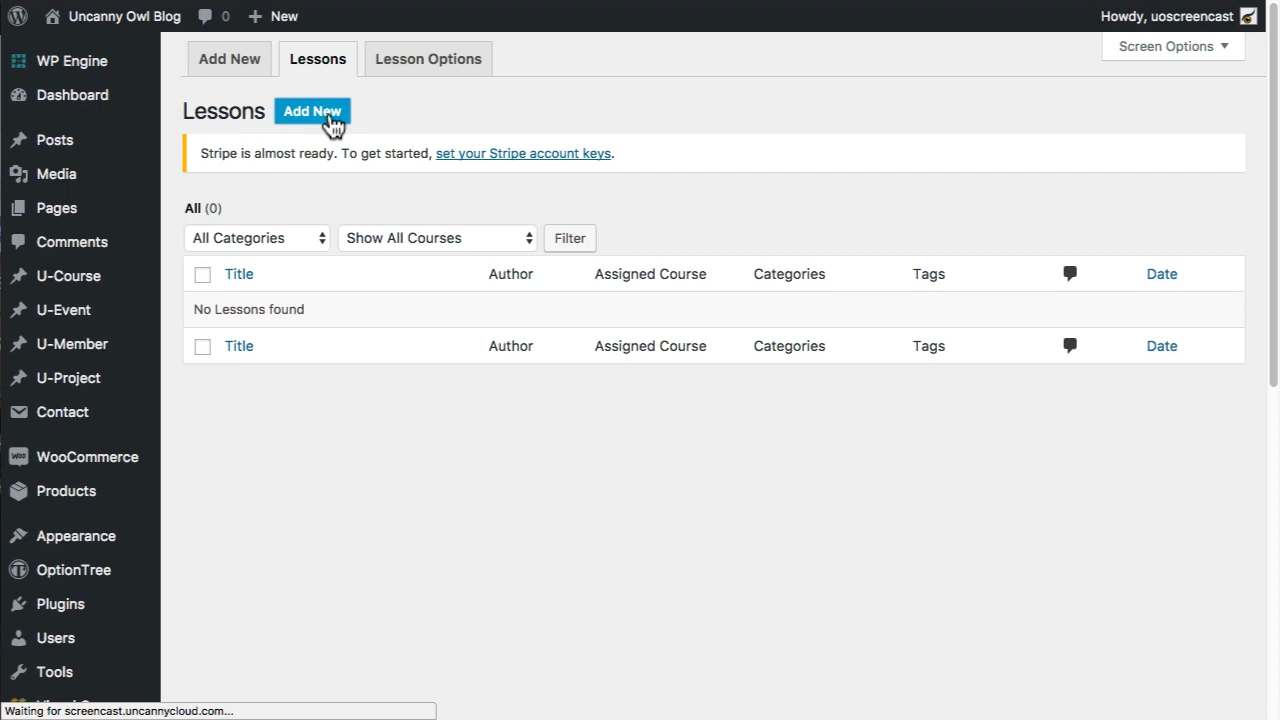 Uncanny Owl Blog 0 New Howdy, uoscreencast
WP Engine
Dashboard
Posts
Media
Pages
Comments
U-Course
U-Event
U-Member
U-Project
Contact
WooCommerce
Products
Appearance
OptionTree
Plugins
Users
Tools
Add New Lessons Lesson Options
Screen Options
Lessons Add New
Stripe is almost ready. To get started, set your Stripe account keys.
All (0)
All Categories Show All Courses Filter
Title Author Assigned Course Categories Tags Date
No Lessons found
Title Author Assigned Course Categories Tags Date
Waiting for screencast.uncannycloud.com...